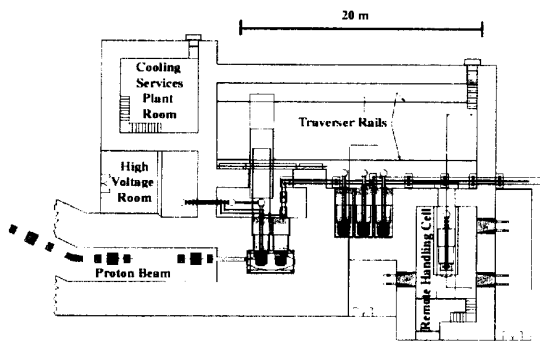 20 m
Cooling
Services
Plant
Room
Traverser Rails
High
Voltage
Room
Proton Beam
Remote Handling Cell